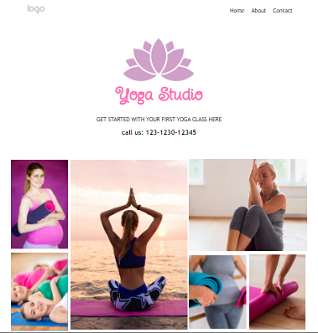 logo
Home About Contact
Yoga Studio
GET STARTED WITH YOUR FIRST YOGA CLASS HERE
call us: 123-1230-12345